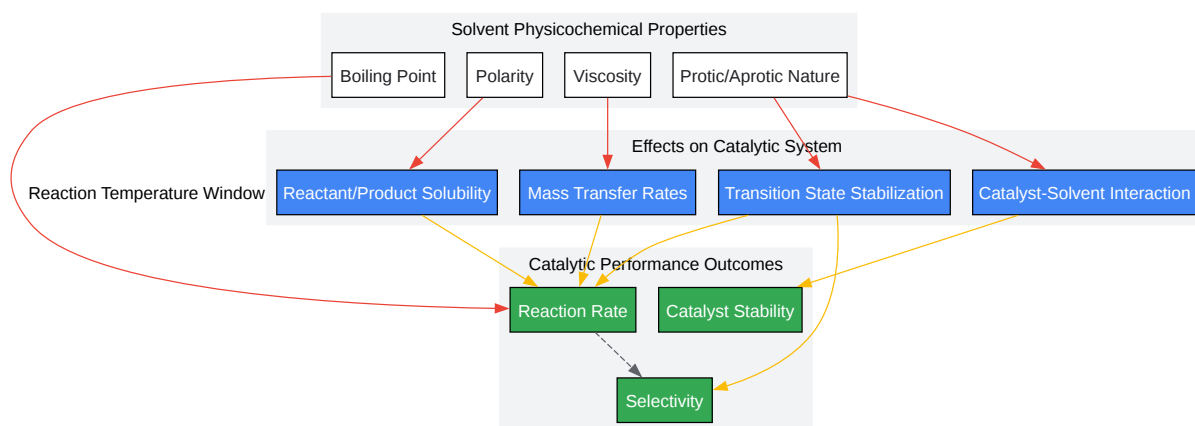 Solvent Physicochemical Properties
Boiling Point
Polarity
Viscosity
Protic/Aprotic Nature
Effects on Catalytic System
Reaction Temperature Window
Reactant/Product Solubility
Mass Transfer Rates
Transition State Stabilization
Catalyst-Solvent Interaction
Catalytic Performance Outcomes
Reaction Rate
Catalyst Stability
Selectivity